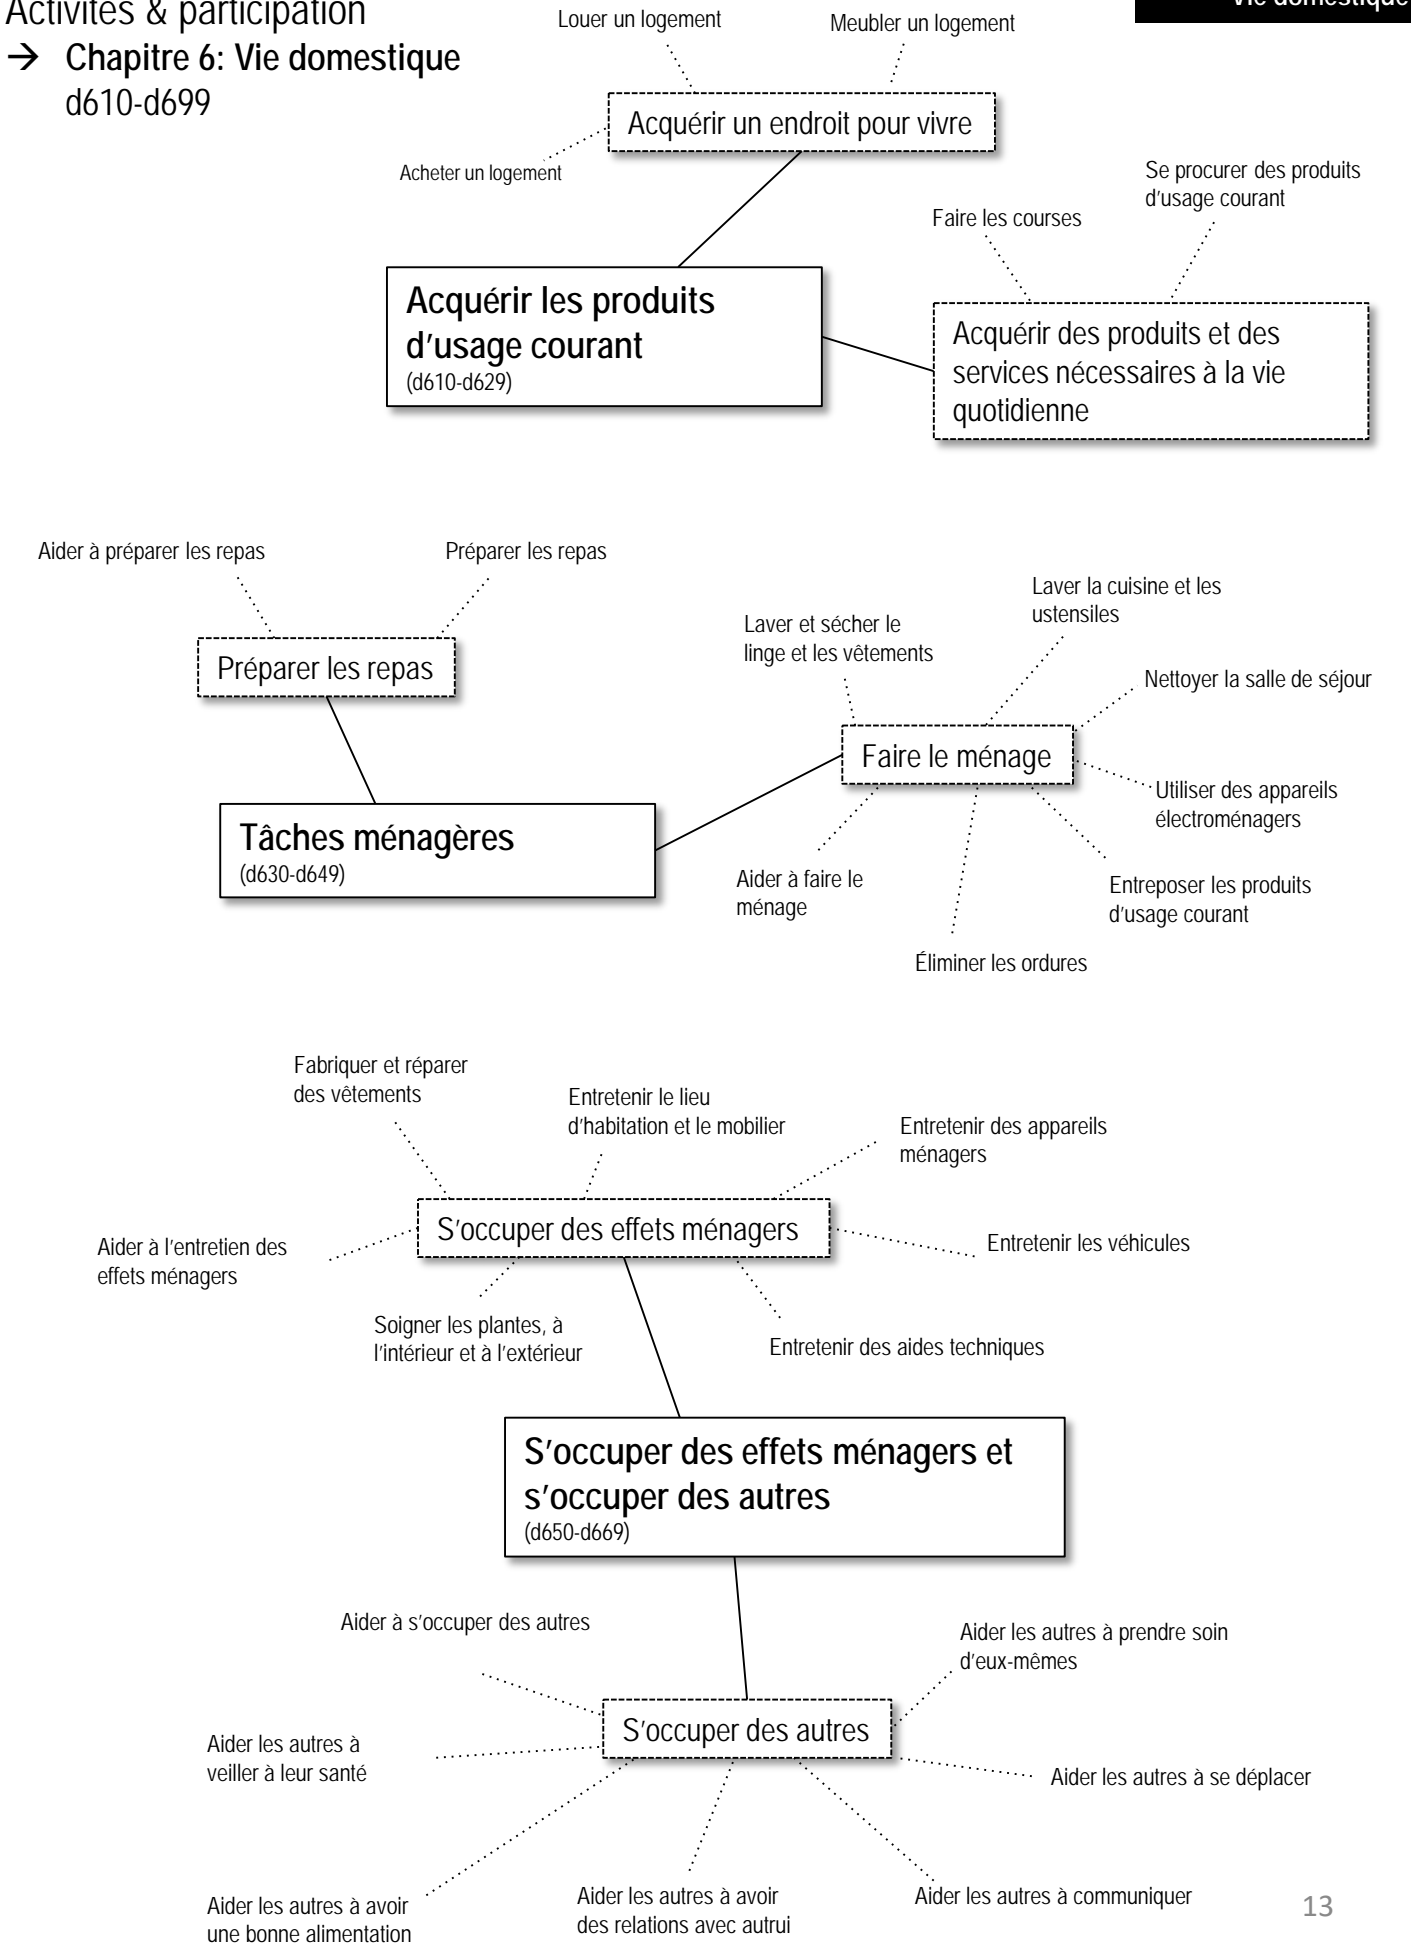 Activités & participation
Vie domestique
→ Chapitre 6: Vie domestique
d610-d699
Louer un logement
Meubler un logement
Acquérir un endroit pour vivre
Acheter un logement
Se procurer des produits
d'usage courant
Faire les courses
Acquérir les produits
d'usage courant
(d610-d629)
Acquérir des produits et des
services nécessaires à la vie
quotidienne
Aider à préparer les repas
Préparer les repas
Préparer les repas
Laver la cuisine et les
ustensiles
Laver et sécher le
linge et les vêtements
Nettoyer la salle de séjour
Faire le ménage
Utiliser des appareils
électroménagers
Tâches ménagères
(d630-d649)
Aider à faire le
ménage
Entreposer les produits
d'usage courant
Éliminer les ordures
Fabriquer et réparer
des vêtements
Entretenir le lieu
d'habitation et le mobilier
Entretenir des appareils
ménagers
S'occuper des effets ménagers
Aider à l'entretien des
effets ménagers
Entretenir les véhicules
Soigner les plantes, à
l'intérieur et à l'extérieur
Entretenir des aides techniques
S'occuper des effets ménagers et
s'occuper des autres
(d650-d669)
Aider à s'occuper des autres
Aider les autres à prendre soin
d'eux-mêmes
S'occuper des autres
Aider les autres à
veiller à leur santé
Aider les autres à se déplacer
Aider les autres à avoir
une bonne alimentation
Aider les autres à avoir
des relations avec autrui
Aider les autres à communiquer
13